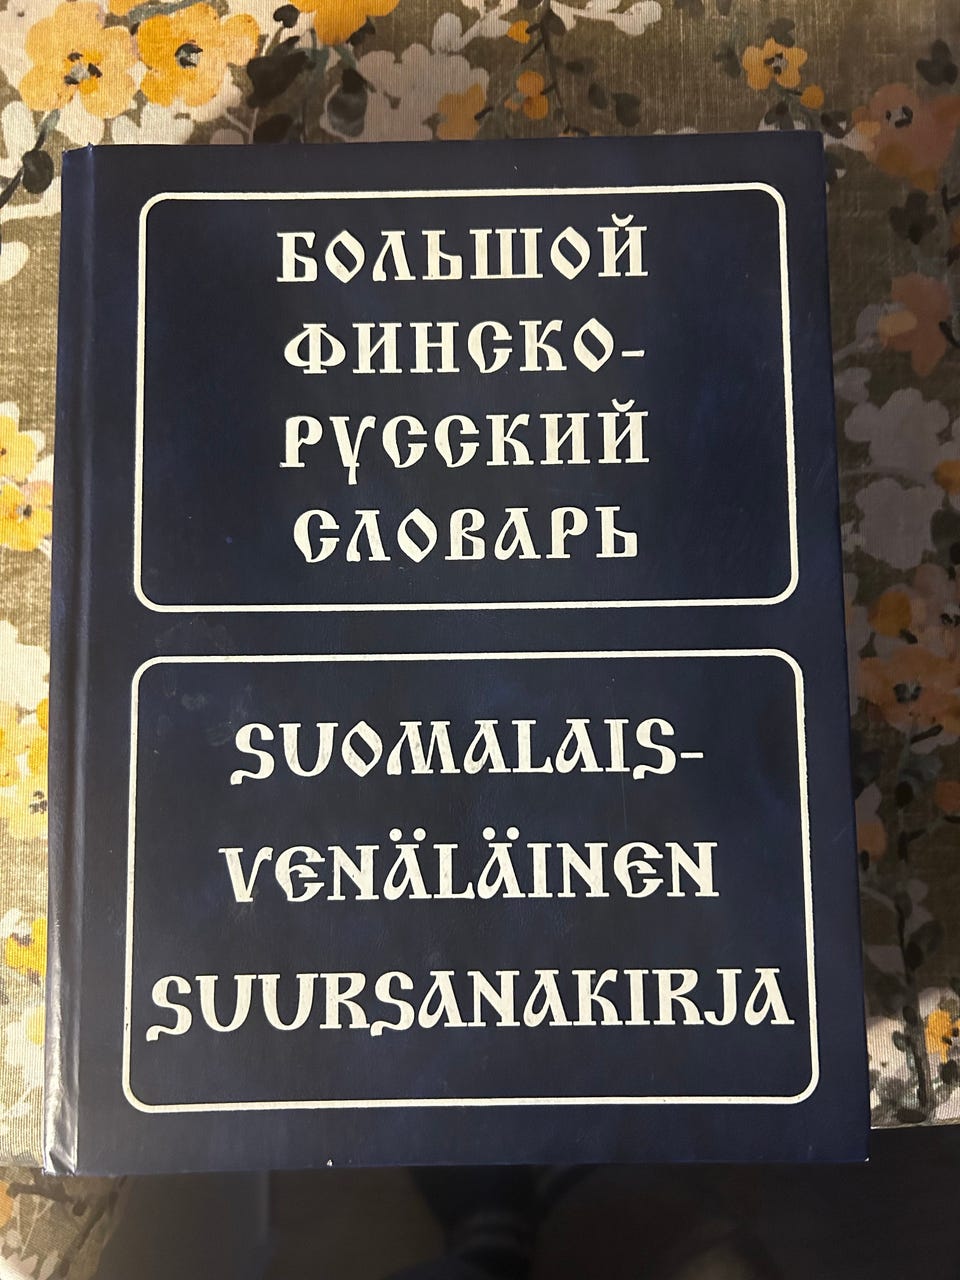 БОЛЬШОЙ
ФИНСКО-
РУССКИЙ
СЛОВАРЬ
SUOMALAIS-
VENÄLÄINEN
SUURSANAKIRJA